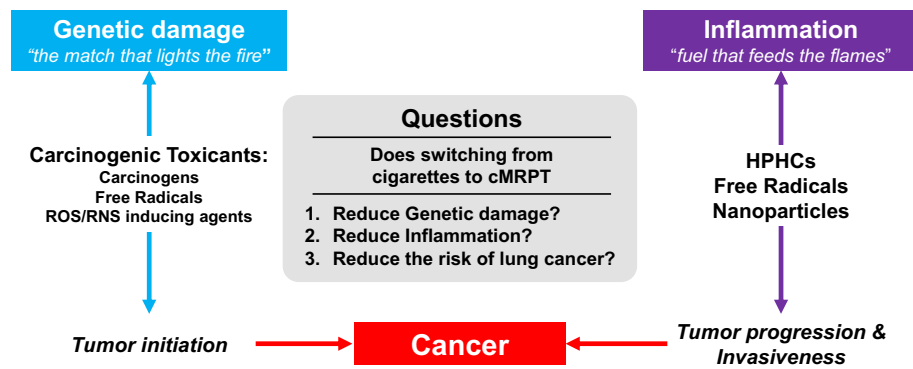 Genetic damage
"the match that lights the fire"
Inflammation
“fuel that feeds the flames”
Questions
Does switching from
cigarettes to cMRPT
1. Reduce Genetic damage?
2. Reduce Inflammation?
3. Reduce the risk of lung cancer?
Carcinogenic Toxicants:
Carcinogens
Free Radicals
ROS/RNS inducing agents
HPHCs
Free Radicals
Nanoparticles
Tumor initiation
Cancer
Tumor progression &
Invasiveness